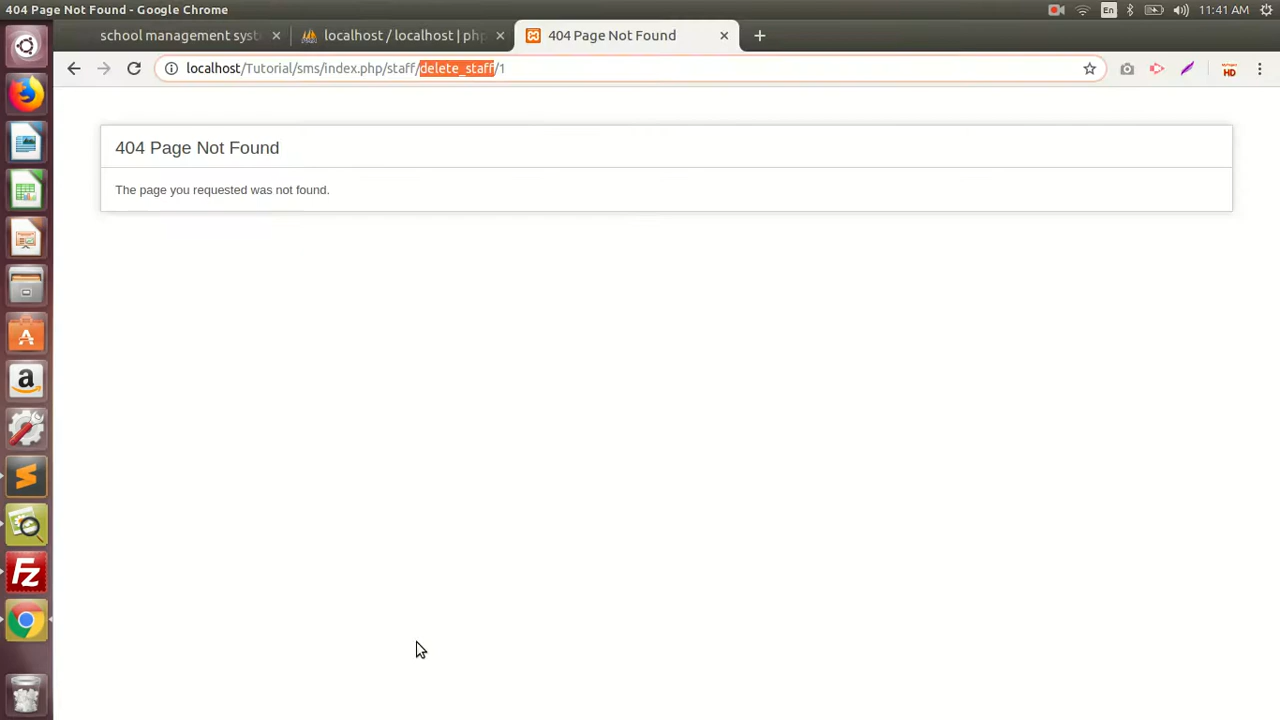 404 Page Not Found - Google Chrome
En
11:41 AM
school management syst
localhost / localhost | php
404 Page Not Found
localhost/Tutorial/sms/index.php/staff/delete_staff/1
HD
404 Page Not Found
The page you requested was not found.